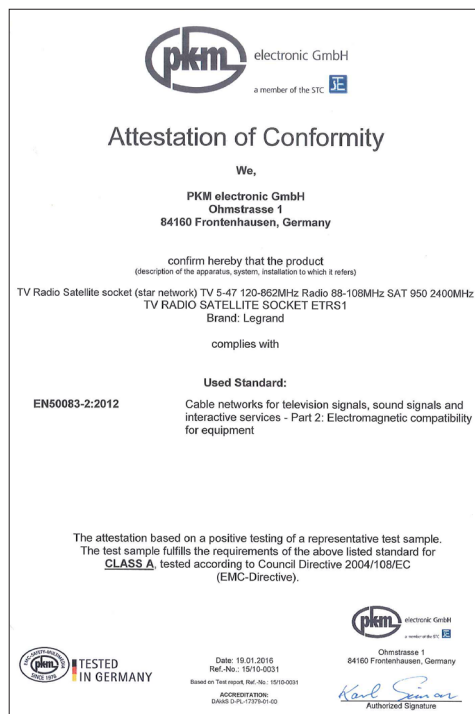 pkm electronic GmbH
a member of the STC
Attestation of Conformity
We,
PKM electronic GmbH
Ohmstrasse 1
84160 Frontenhausen, Germany
confirm hereby that the product
(description of the apparatus, system, installation to which it refers)
TV Radio Satellite socket (star network) TV 5-47 120-862MHz Radio 88-108MHz SAT 950 2400MHz
TV RADIO SATELLITE SOCKET ETRS1
Brand: Legrand
complies with
Used Standard:
EN50083-2:2012 Cable networks for television signals, sound signals and
interactive services - Part 2: Electromagnetic compatibility
for equipment
The attestation based on a positive testing of a representative test sample.
The test sample fulfills the requirements of the above listed standard for
CLASS A, tested according to Council Directive 2004/108/EC
(EMC-Directive).
EMC-SAFETY-MULTIMEDIA
pkm
SINCE 1978
TESTED
IN GERMANY
Date: 19.01.2016
Ref.-No.: 15/10-0031
Based on Test report, Ref.-No.: 15/10-0031
ACCREDITATION:
DAkkS D-PL-17379-01-00
pkm electronic GmbH
a member of the STC
Ohmstrasse 1
84160 Frontenhausen, Germany
Authorized Signature